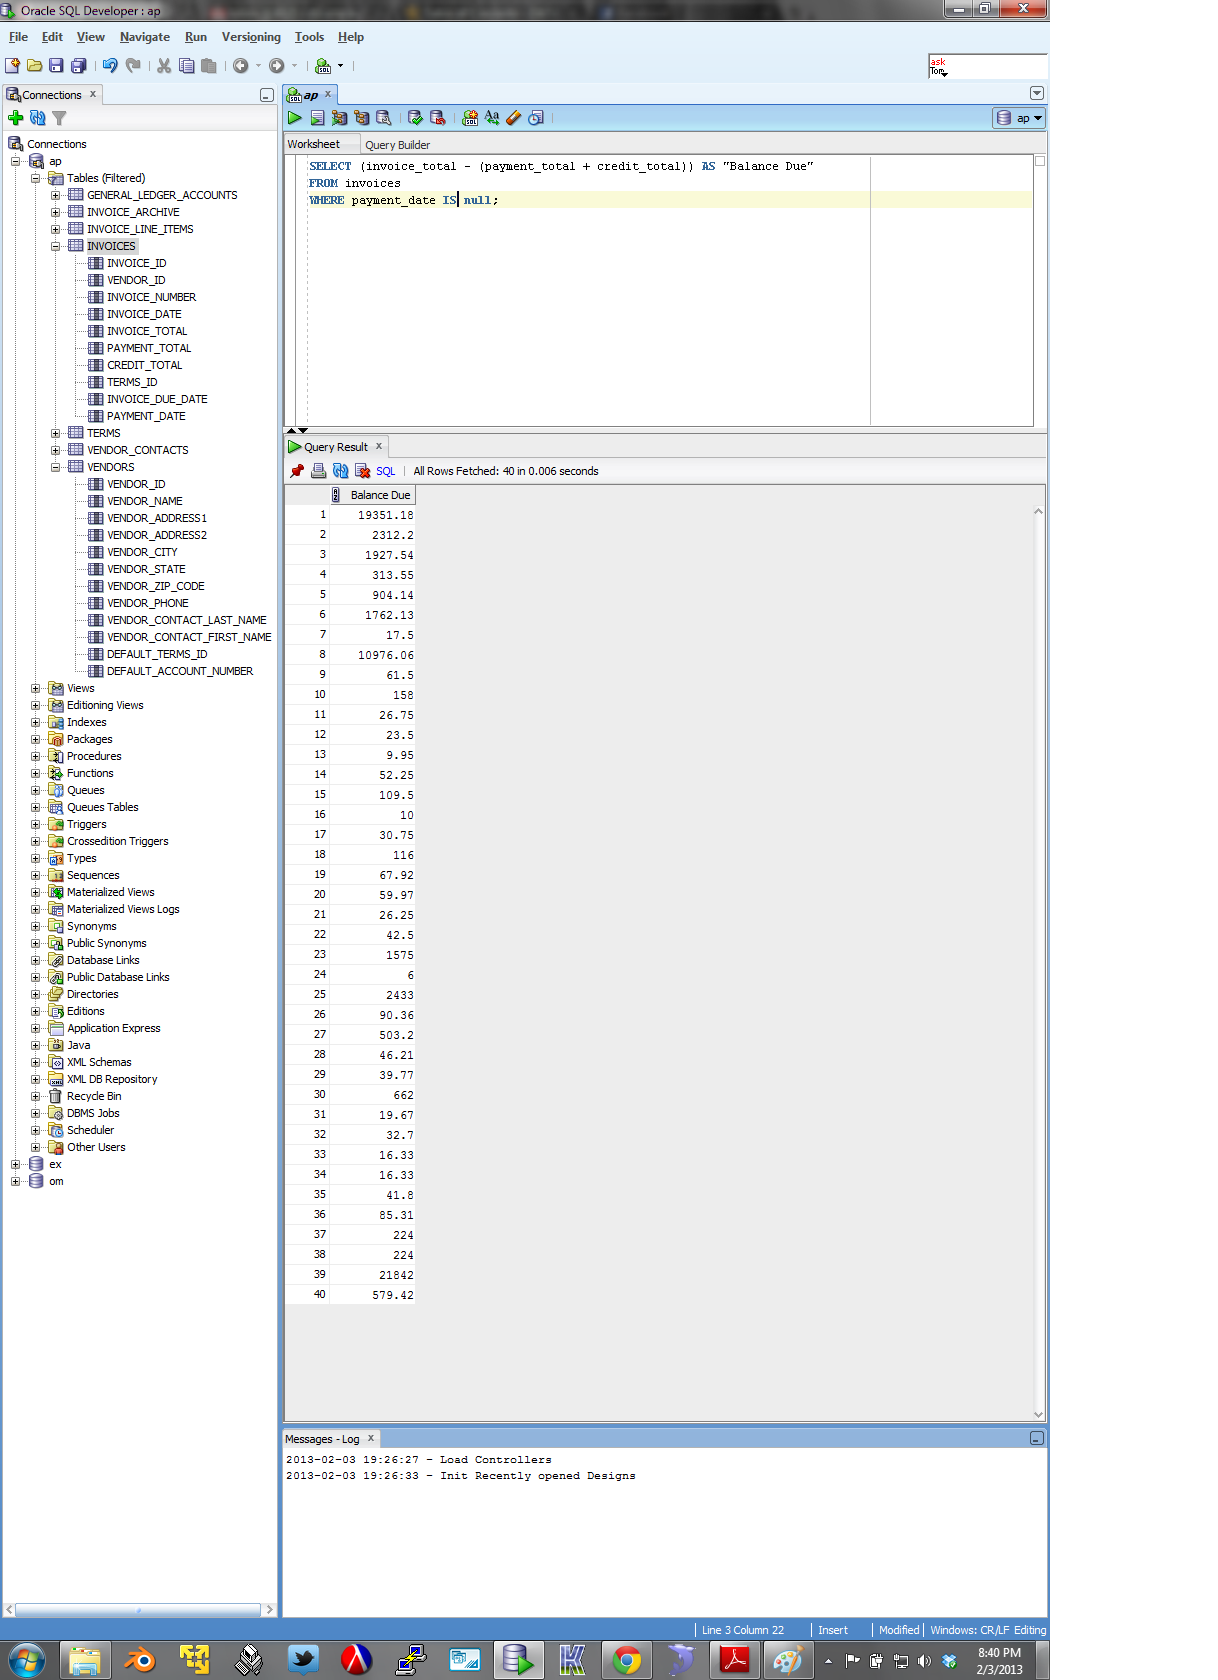 Oracle SQL Developer : ap
File Edit View Navigate Run Versioning Tools Help
ask
Tom
Connections x
ap x
ap
Connections
ap
Tables (Filtered)
GENERAL_LEDGER_ACCOUNTS
INVOICE_ARCHIVE
INVOICE_LINE_ITEMS
INVOICES
INVOICE_ID
VENDOR_ID
INVOICE_NUMBER
INVOICE_DATE
INVOICE_TOTAL
PAYMENT_TOTAL
CREDIT_TOTAL
TERMS_ID
INVOICE_DUE_DATE
PAYMENT_DATE
TERMS
VENDOR_CONTACTS
VENDORS
VENDOR_ID
VENDOR_NAME
VENDOR_ADDRESS1
VENDOR_ADDRESS2
VENDOR_CITY
VENDOR_STATE
VENDOR_ZIP_CODE
VENDOR_PHONE
VENDOR_CONTACT_LAST_NAME
VENDOR_CONTACT_FIRST_NAME
DEFAULT_TERMS_ID
DEFAULT_ACCOUNT_NUMBER
Views
Editioning Views
Indexes
Packages
Procedures
Functions
Queues
Queues Tables
Triggers
Crossedition Triggers
Types
Sequences
Materialized Views
Materialized Views Logs
Synonyms
Public Synonyms
Database Links
Public Database Links
Directories
Editions
Application Express
Java
XML Schemas
XML DB Repository
Recycle Bin
DBMS Jobs
Scheduler
Other Users
ex
om
Worksheet Query Builder
SELECT (invoice_total - (payment_total + credit_total)) AS "Balance Due"
FROM invoices
WHERE payment_date IS null;
Query Result x
SQL All Rows Fetched: 40 in 0.006 seconds
Balance Due
1 19351.18
2 2312.2
3 1927.54
4 313.55
5 904.14
6 1762.13
7 17.5
8 10976.06
9 61.5
10 158
11 26.75
12 23.5
13 9.95
14 52.25
15 109.5
16 10
17 30.75
18 116
19 67.92
20 59.97
21 26.25
22 42.5
23 1575
24 6
25 2433
26 90.36
27 503.2
28 46.21
29 39.77
30 662
31 19.67
32 32.7
33 16.33
34 16.33
35 41.8
36 85.31
37 224
38 224
39 21842
40 579.42
Messages - Log x
2013-02-03 19:26:27 - Load Controllers
2013-02-03 19:26:33 - Init Recently opened Designs
Line 3 Column 22 Insert Modified Windows: CR/LF Editing
8:40 PM
2/3/2013